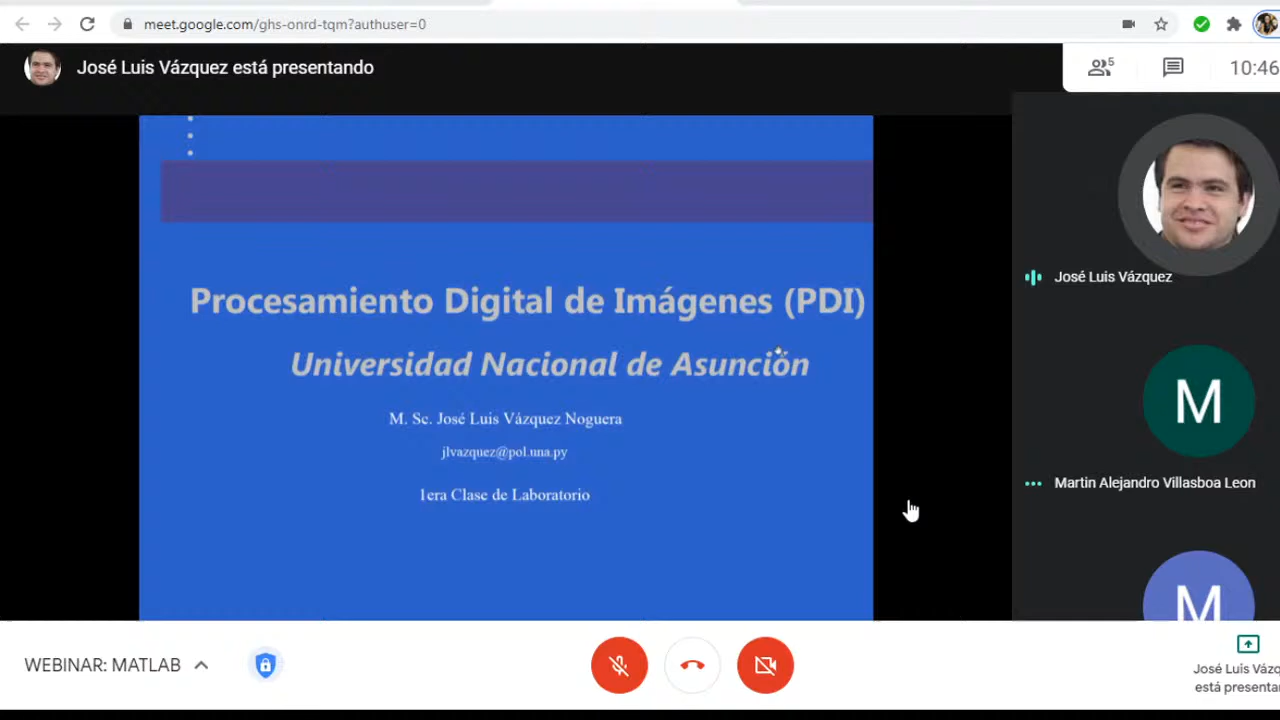 meet.google.com/ghs-onrd-tqm?authuser=0
José Luis Vázquez está presentando
5
10:46
Procesamiento Digital de Imágenes (PDI)
Universidad Nacional de Asunción
M. Sc. José Luis Vázquez Noguera
jlvazquez@pol.una.py
1era Clase de Laboratorio
José Luis Vázquez
M
Martin Alejandro Villasboa Leon
M
WEBINAR: MATLAB
José Luis Vázq
está presenta